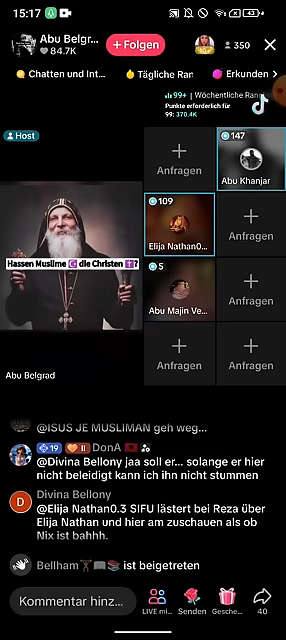 15:17
43
Abu Belgr...
84.7K
+ Folgen
350
Chatten und Int...
Tägliche Ran
Erkunden
99+ | Wöchentliche Ran
Punkte erforderlich für
99: 370.4K
Host
Anfragen
147
Abu Khanjar
109
Elija Nathan0...
Anfragen
5
Abu Majin Ve...
Anfragen
Anfragen
Anfragen
Hassen Muslime die Christen ?
Abu Belgrad
@ISUS JE MUSLIMAN geh weg...
19 II DonA
@Divina Bellony jaa soll er... solange er hier
nicht beleidigt kann ich ihn nicht stummen
D
Divina Bellony
@Elija Nathan0.3 SIFU lästert bei Reza über
Elija Nathan und hier am zuschauen als ob
Nix ist bahhh.
Bellham ist beigetreten
Kommentar hinz...
LIVE mi...
Senden
Gesche...
40